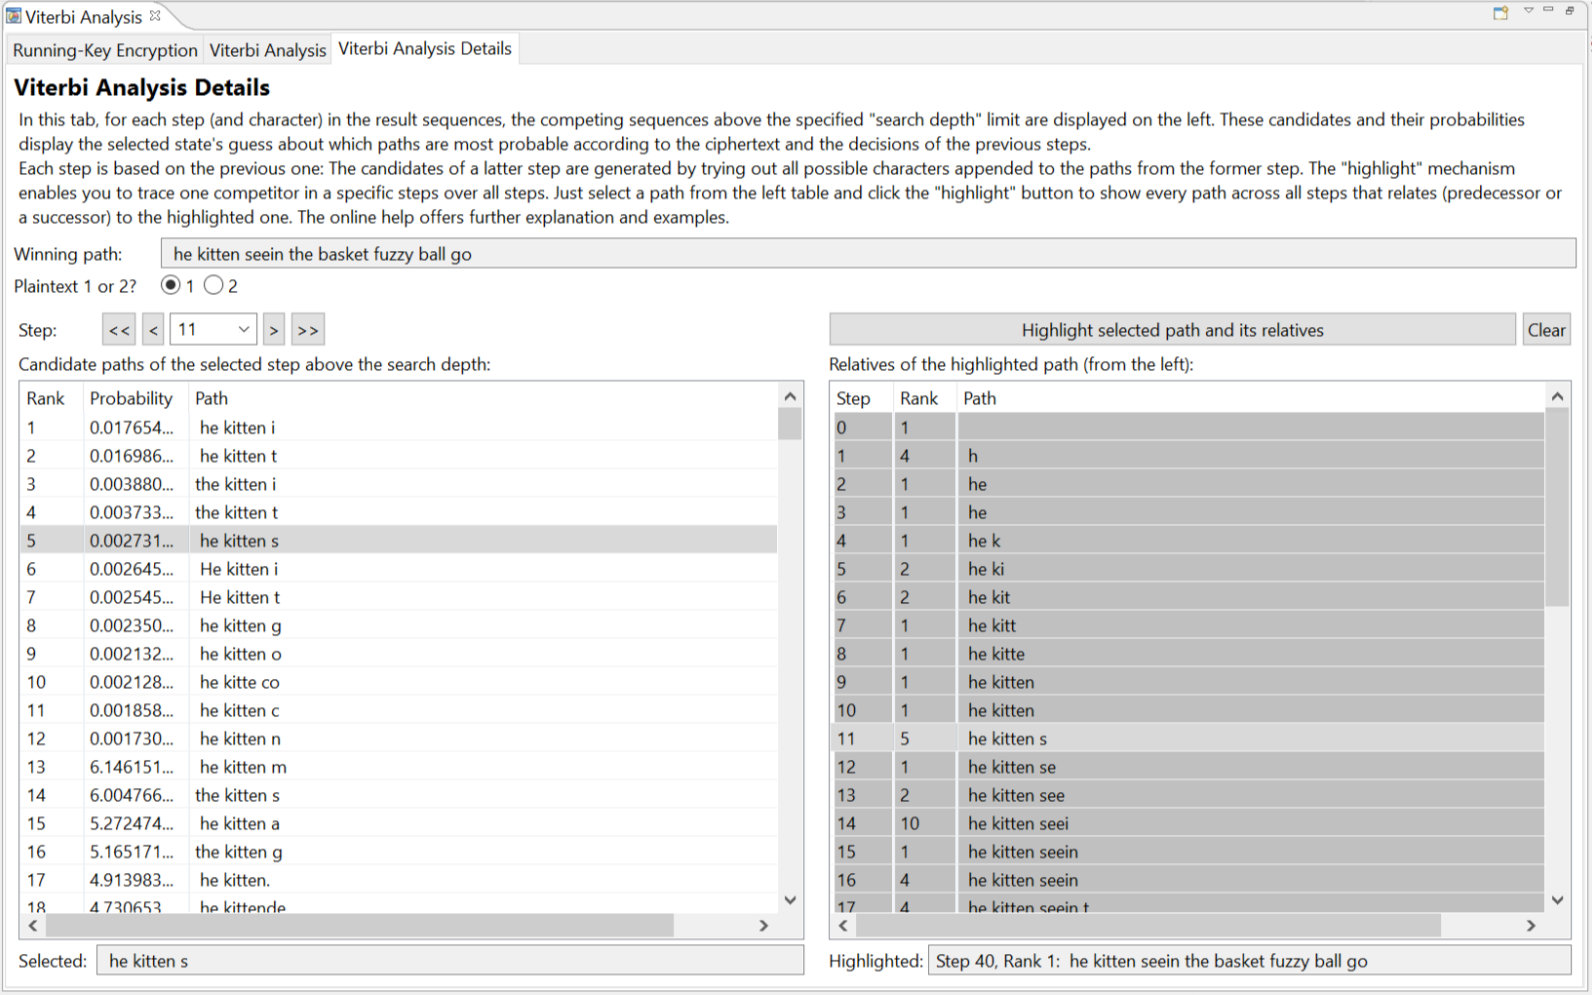 Viterbi Analysis
Running-Key Encryption Viterbi Analysis Viterbi Analysis Details
Viterbi Analysis Details
In this tab, for each step (and character) in the result sequences, the competing sequences above the specified "search depth" limit are displayed on the left. These candidates and their probabilities
display the selected state's guess about which paths are most probable according to the ciphertext and the decisions of the previous steps.
Each step is based on the previous one: The candidates of a latter step are generated by trying out all possible characters appended to the paths from the former step. The "highlight" mechanism
enables you to trace one competitor in a specific steps over all steps. Just select a path from the left table and click the "highlight" button to show every path across all steps that relates (predecessor or
a successor) to the highlighted one. The online help offers further explanation and examples.
Winning path: he kitten seein the basket fuzzy ball go
Plaintext 1 or 2? 1 2
Step: << < 11 > >> Highlight selected path and its relatives Clear
Candidate paths of the selected step above the search depth: Relatives of the highlighted path (from the left):
Rank Probability Path Step Rank Path
1 0.017654... he kitten i 0 1
2 0.016986... he kitten t 1 4 h
3 0.003880... the kitten i 2 1 he
4 0.003733... the kitten t 3 1 he
5 0.002731... he kitten s 4 1 he k
6 0.002645... He kitten i 5 2 he ki
7 0.002545... He kitten t 6 2 he kit
8 0.002350... he kitten g 7 1 he kitt
9 0.002132... he kitten o 8 1 he kitte
10 0.002128... he kitte co 9 1 he kitten
11 0.001858... he kitten c 10 1 he kitten
12 0.001730... he kitten n 11 5 he kitten s
13 6.146151... he kitten m 12 1 he kitten se
14 6.004766... the kitten s 13 2 he kitten see
15 5.272474... he kitten a 14 10 he kitten seei
16 5.165171... the kitten g 15 1 he kitten seein
17 4.913983... he kitten. 16 4 he kitten seein
18 4.730653 he kittende 17 4 he kitten seein t
Selected: he kitten s Highlighted: Step 40, Rank 1: he kitten seein the basket fuzzy ball go